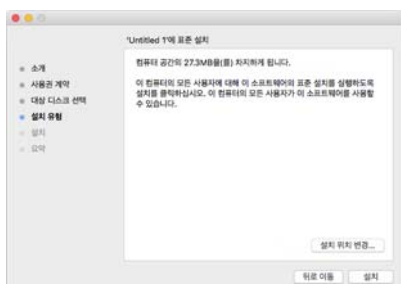 'Untitled 1'에 표준 설치
소개
사용권 계약
대상 디스크 선택
설치 유형
설치
요약
컴퓨터 공간의 27.3MB을(를) 차지하게 됩니다.
이 컴퓨터의 모든 사용자에 대해 이 소프트웨어의 표준 설치를 실행하도록
설치를 클릭하십시오. 이 컴퓨터의 모든 사용자가 이 소프트웨어를 사용할
수 있습니다.
설치 위치 변경...
뒤로 이동
설치